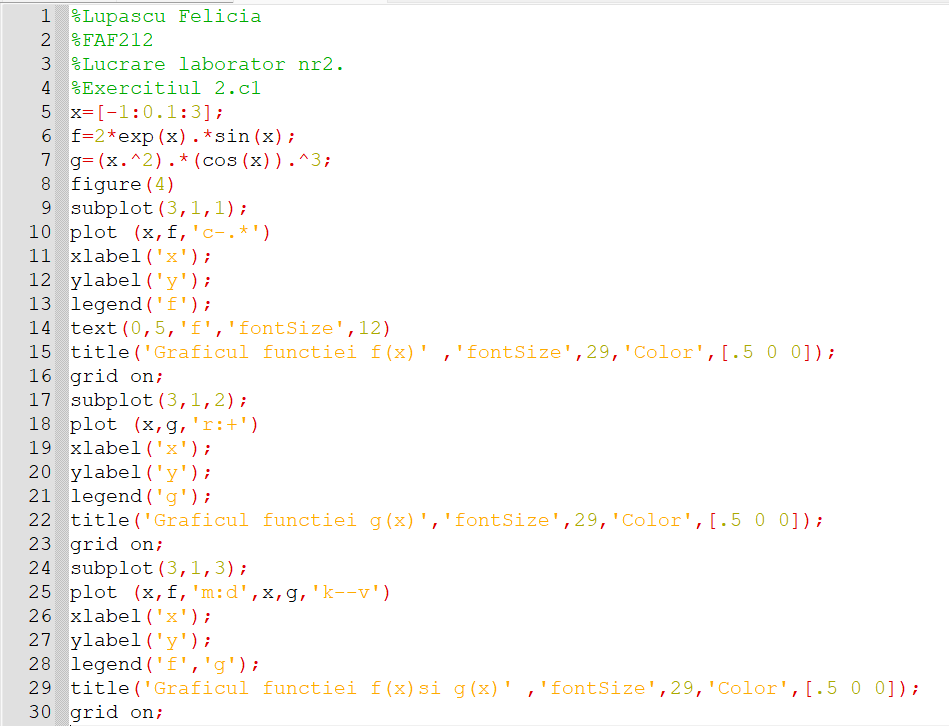 1 %Lupascu Felicia
2 %FAF212
3 %Lucrare laborator nr2.
4 %Exercitiul 2.c1
5 x=[-1:0.1:3];
6 f=2*exp(x).*sin(x);
7 g=(x.^2).*(cos(x)).^3;
8 figure(4)
9 subplot(3,1,1);
10 plot (x,f,'c-.*')
11 xlabel('x');
12 ylabel('y');
13 legend('f');
14 text(0,5,'f','fontSize',12)
15 title('Graficul functiei f(x)' ,'fontSize',29,'Color',[.5 0 0]);
16 grid on;
17 subplot(3,1,2);
18 plot (x,g,'r:+')
19 xlabel('x');
20 ylabel('y');
21 legend('g');
22 title('Graficul functiei g(x)','fontSize',29,'Color',[.5 0 0]);
23 grid on;
24 subplot(3,1,3);
25 plot (x,f,'m:d',x,g,'k--v')
26 xlabel('x');
27 ylabel('y');
28 legend('f','g');
29 title('Graficul functiei f(x)si g(x)' ,'fontSize',29,'Color',[.5 0 0]);
30 grid on;